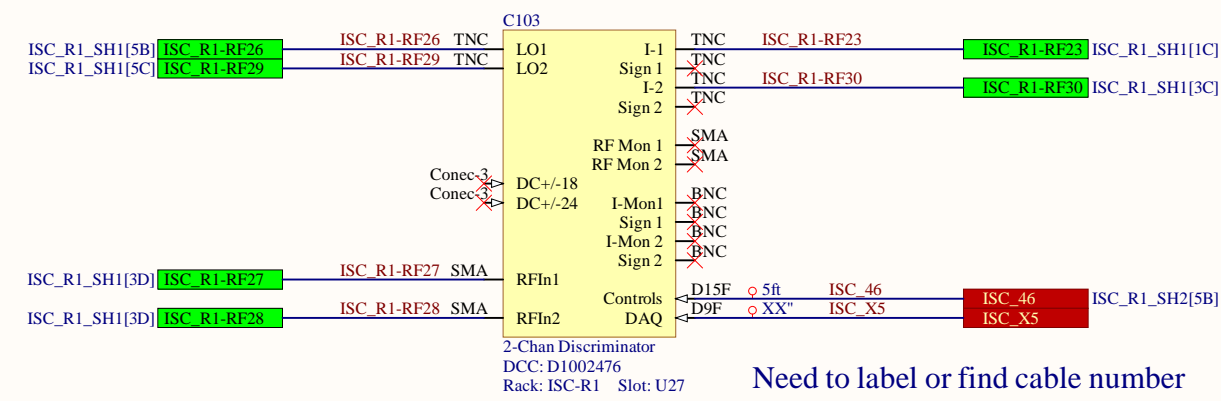 C103
ISC_R1_SH1[5B] ISC_R1-RF26 ISC_R1-RF26 TNC LO1 I-1 TNC ISC_R1-RF23 ISC_R1-RF23 ISC_R1_SH1[1C]
ISC_R1_SH1[5C] ISC_R1-RF29 ISC_R1-RF29 TNC LO2 Sign 1 TNC
I-2 TNC ISC_R1-RF30 ISC_R1-RF30 ISC_R1_SH1[3C]
Sign 2 TNC
RF Mon 1 SMA
RF Mon 2 SMA
Conec-3 DC+/-18
Conec-3 DC+/-24 I-Mon1 BNC
Sign 1 BNC
I-Mon 2 BNC
Sign 2 BNC
ISC_R1_SH1[3D] ISC_R1-RF27 ISC_R1-RF27 SMA RFIn1
Controls D15F 5ft ISC_46 ISC_46 ISC_R1_SH2[5B]
ISC_R1_SH1[3D] ISC_R1-RF28 ISC_R1-RF28 SMA RFIn2 DAQ D9F XX" ISC_X5 ISC_X5
2-Chan Discriminator
DCC: D1002476
Rack: ISC-R1 Slot: U27
Need to label or find cable number